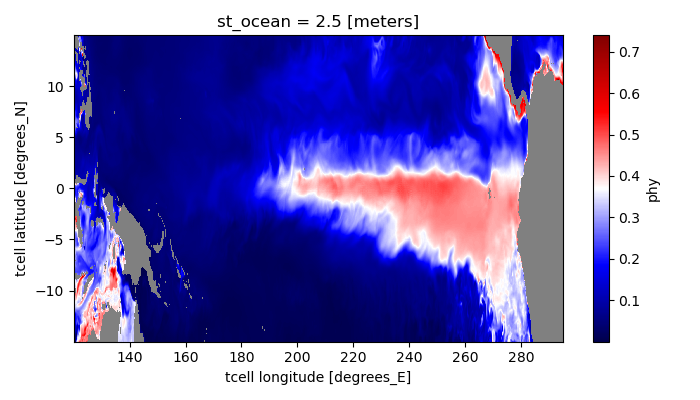 st_ocean = 2.5 [meters]
10
5
0
−5
−10
tcell latitude [degrees_N]
140 160 180 200 220 240 260 280
tcell longitude [degrees_E]
0.7
0.6
0.5
0.4
0.3
0.2
0.1
phy